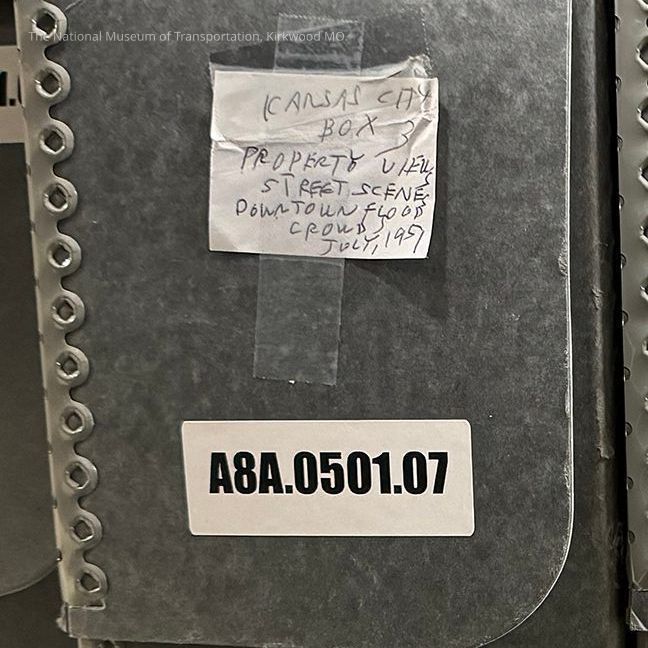 The National Museum of Transportation, Kirkwood MO.
KANSAS CITY
BOX 3
PROPERTY VIEWS
STREET SCENES
DOWNTOWN FLOOD
CROWDS
JULY, 1951
A8A.0501.07